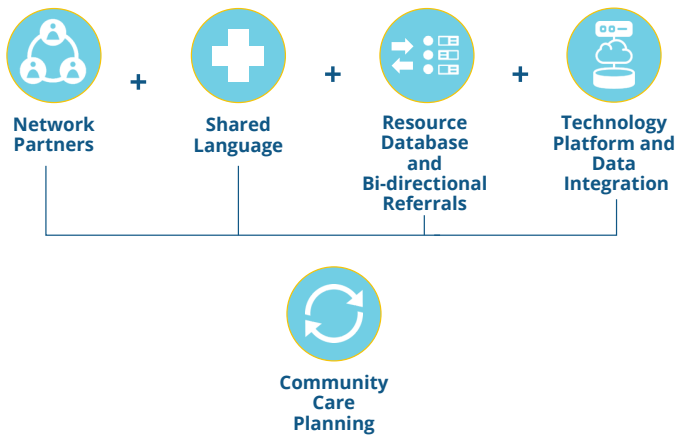 Network
Partners
+
Shared
Language
+
Resource
Database
and
Bi-directional
Referrals
+
Technology
Platform and
Data
Integration
Community
Care
Planning